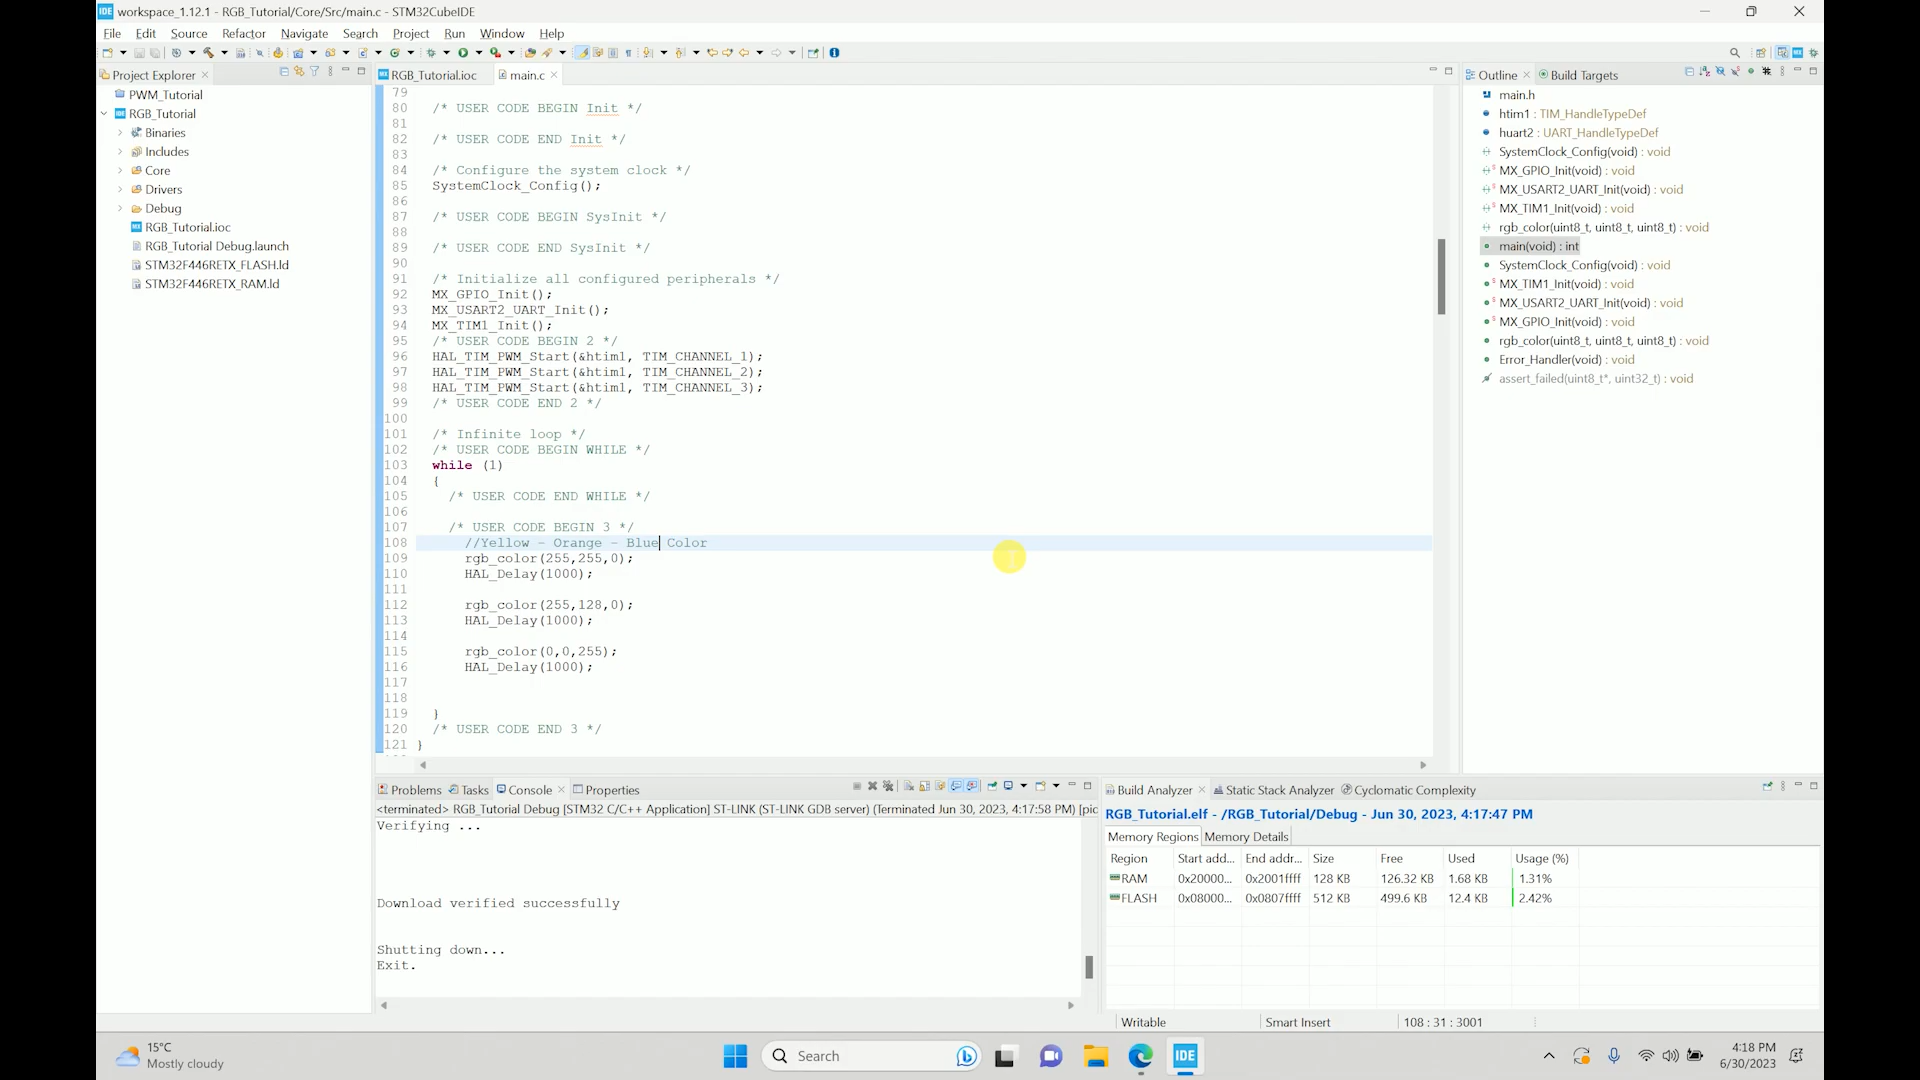 workspace_1.12.1 - RGB_Tutorial/Core/Src/main.c - STM32CubeIDE
File Edit Source Refactor Navigate Search Project Run Window Help
Project Explorer
PWM_Tutorial
RGB_Tutorial
Binaries
Includes
Core
Drivers
Debug
RGB_Tutorial.ioc
RGB_Tutorial Debug.launch
STM32F446RETX_FLASH.ld
STM32F446RETX_RAM.ld
RGB_Tutorial.ioc main.c
79
80 /* USER CODE BEGIN Init */
81
82 /* USER CODE END Init */
83
84 /* Configure the system clock */
85 SystemClock_Config();
86
87 /* USER CODE BEGIN SysInit */
88
89 /* USER CODE END SysInit */
90
91 /* Initialize all configured peripherals */
92 MX_GPIO_Init();
93 MX_USART2_UART_Init();
94 MX_TIM1_Init();
95 /* USER CODE BEGIN 2 */
96 HAL_TIM_PWM_Start(&htim1, TIM_CHANNEL_1);
97 HAL_TIM_PWM_Start(&htim1, TIM_CHANNEL_2);
98 HAL_TIM_PWM_Start(&htim1, TIM_CHANNEL_3);
99 /* USER CODE END 2 */
100
101 /* Infinite loop */
102 /* USER CODE BEGIN WHILE */
103 while (1)
104 {
105 /* USER CODE END WHILE */
106
107 /* USER CODE BEGIN 3 */
108 //Yellow - Orange - Blue Color
109 rgb_color(255,255,0);
110 HAL_Delay(1000);
111
112 rgb_color(255,128,0);
113 HAL_Delay(1000);
114
115 rgb_color(0,0,255);
116 HAL_Delay(1000);
117
118
119 }
120 /* USER CODE END 3 */
121 }
Outline Build Targets
main.h
htim1 : TIM_HandleTypeDef
huart2 : UART_HandleTypeDef
SystemClock_Config(void) : void
MX_GPIO_Init(void) : void
MX_USART2_UART_Init(void) : void
MX_TIM1_Init(void) : void
rgb_color(uint8_t, uint8_t, uint8_t) : void
main(void) : int
SystemClock_Config(void) : void
MX_TIM1_Init(void) : void
MX_USART2_UART_Init(void) : void
MX_GPIO_Init(void) : void
rgb_color(uint8_t, uint8_t, uint8_t) : void
Error_Handler(void) : void
assert_failed(uint8_t*, uint32_t) : void
Problems Tasks Console Properties
<terminated> RGB_Tutorial Debug [STM32 C/C++ Application] ST-LINK (ST-LINK GDB server) (Terminated Jun 30, 2023, 4:17:58 PM) [pic
Verifying ...
Download verified successfully
Shutting down...
Exit.
Build Analyzer Static Stack Analyzer Cyclomatic Complexity
RGB_Tutorial.elf - /RGB_Tutorial/Debug - Jun 30, 2023, 4:17:47 PM
Memory Regions Memory Details
Region Start add... End addr... Size Free Used Usage (%)
RAM 0x20000... 0x2001ffff 128 KB 126.32 KB 1.68 KB 1.31%
FLASH 0x08000... 0x0807ffff 512 KB 499.6 KB 12.4 KB 2.42%
Writable Smart Insert 108 : 31 : 3001
15°C
Mostly cloudy
Search
IDE
4:18 PM
6/30/2023